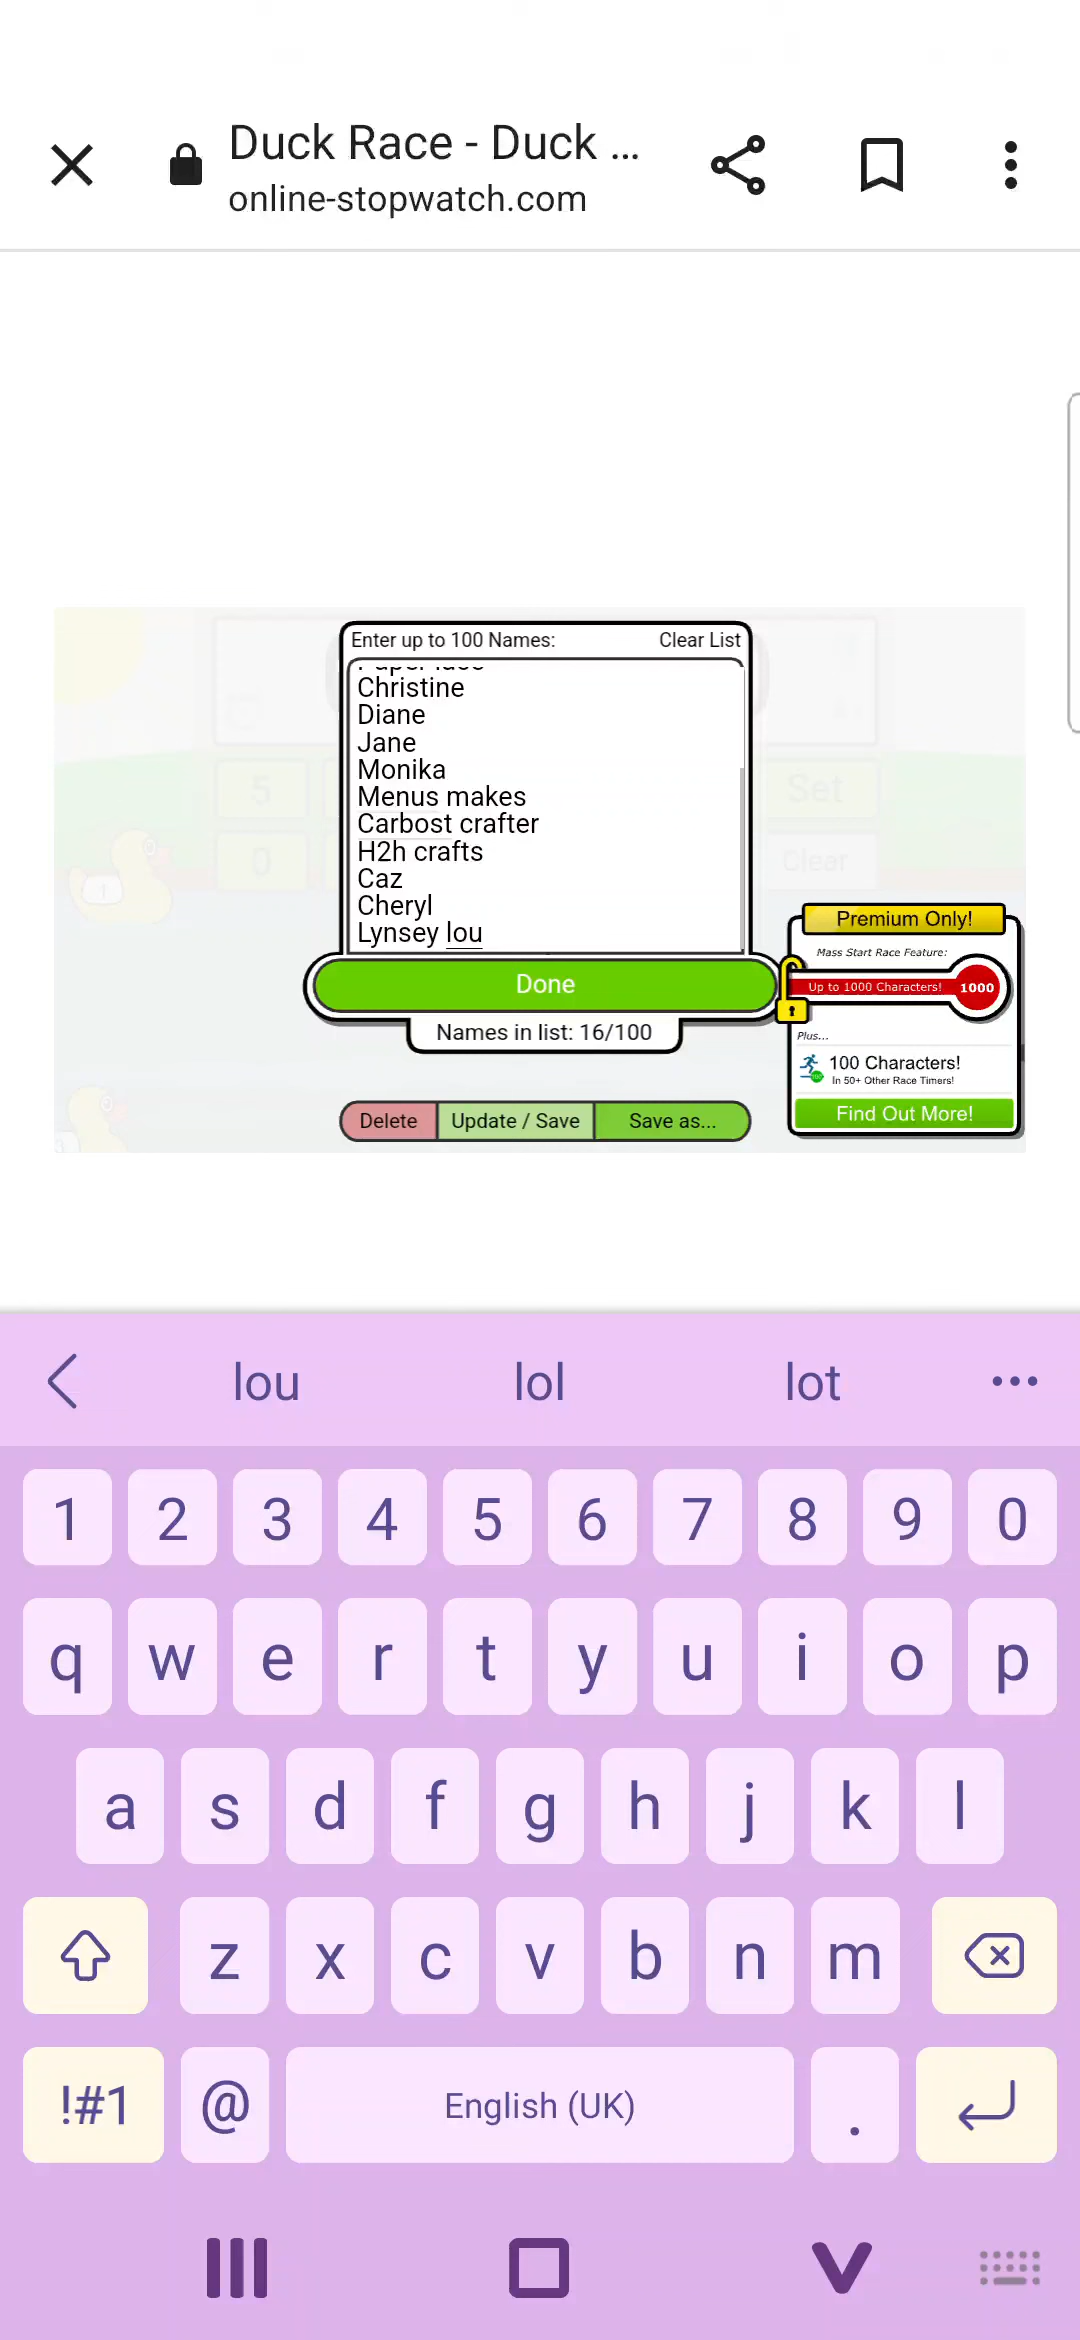 Duck Race - Duck ...
online-stopwatch.com
Enter up to 100 Names: Clear List
Christine
Diane
Jane
Monika
Menus makes
Carbost crafter
H2h crafts
Caz
Cheryl
Lynsey lou
5 Set
0 Clear
Done
Names in list: 16/100
Delete Update / Save Save as...
Premium Only!
Mass Start Race Feature:
Up to 1000 Characters! 1000
Plus...
100 Characters!
In 50+ Other Race Timers!
Find Out More!
lou lol lot
1 2 3 4 5 6 7 8 9 0
q w e r t y u i o p
a s d f g h j k l
z x c v b n m
!#1 @ English (UK) .